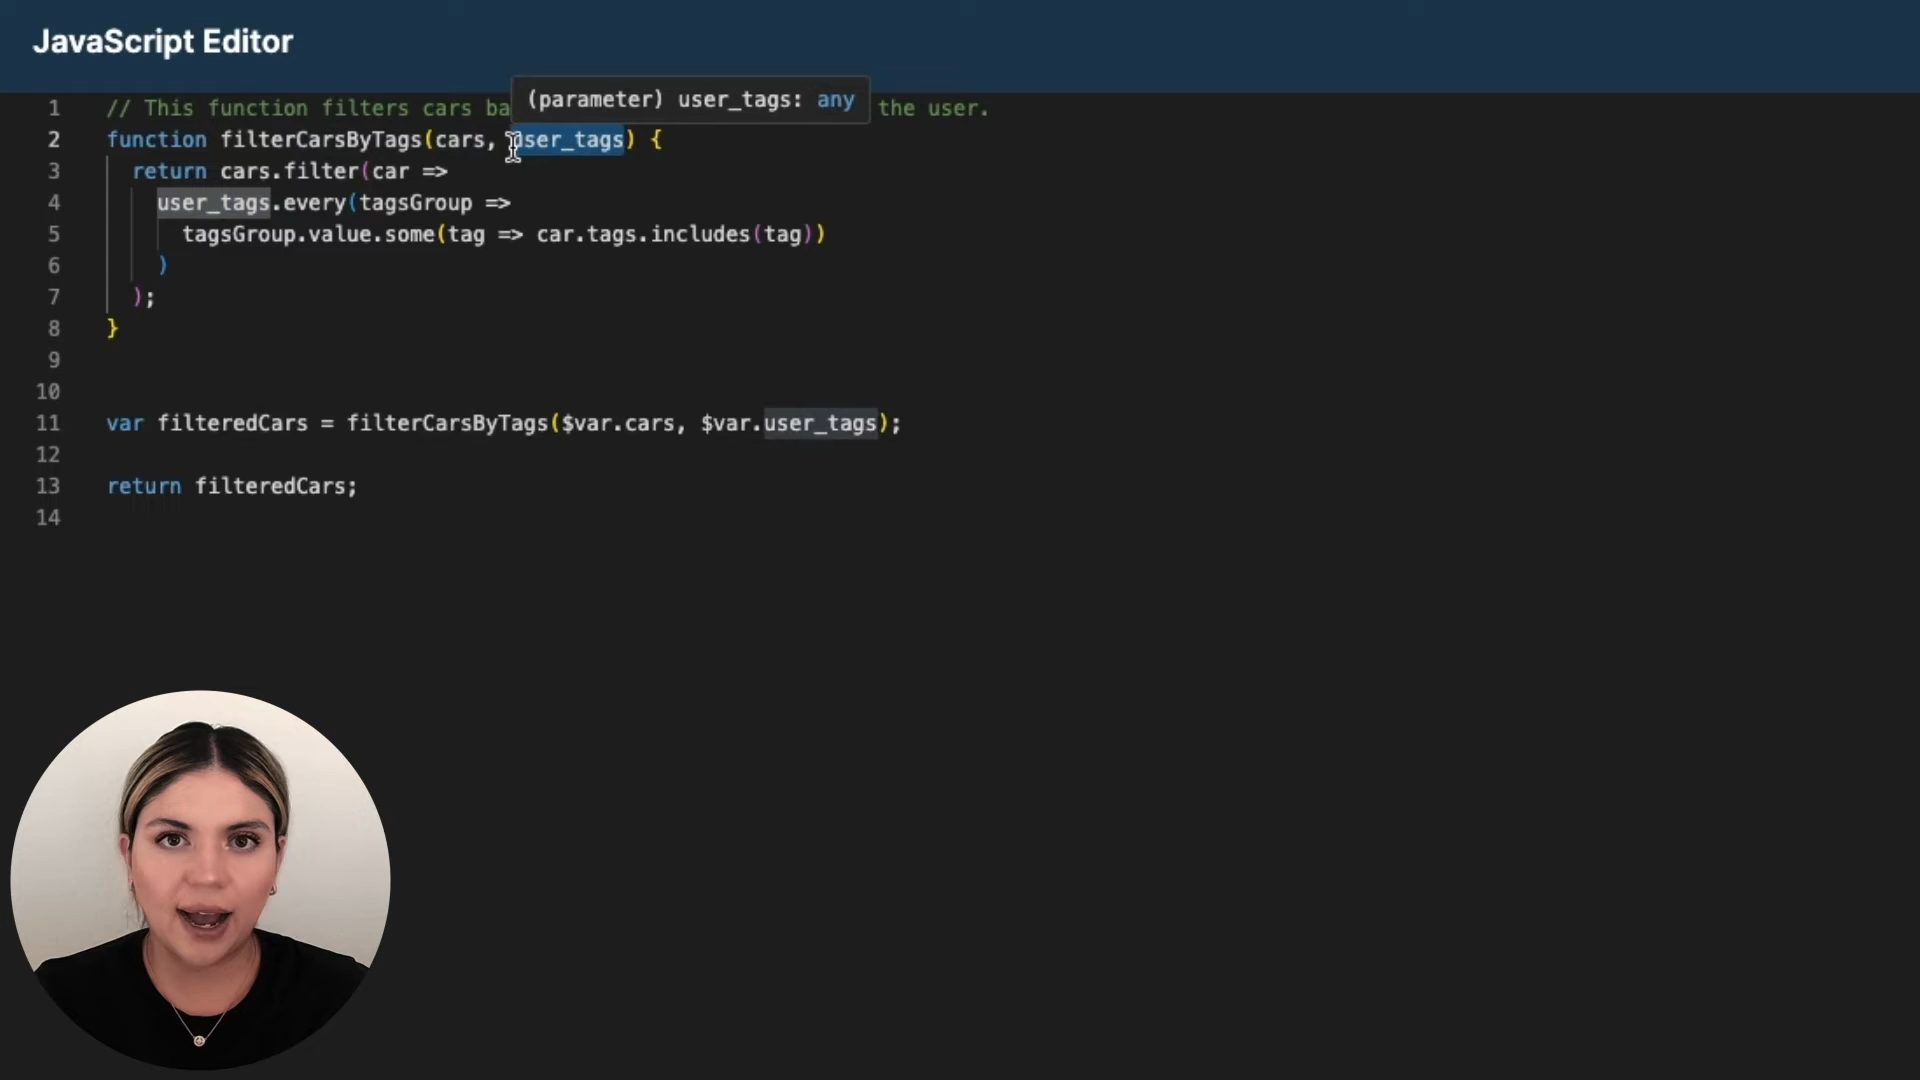 JavaScript Editor
(parameter) user_tags: any
1 // This function filters cars ba the user.
2 function filterCarsByTags(cars, user_tags) {
3 return cars.filter(car =>
4 user_tags.every(tagsGroup =>
5 tagsGroup.value.some(tag => car.tags.includes(tag))
6 )
7 );
8 }
9
10
11 var filteredCars = filterCarsByTags($var.cars, $var.user_tags);
12
13 return filteredCars;
14